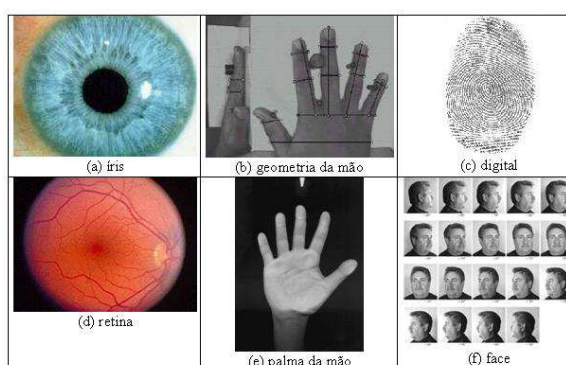 (a) íris
(b) geometria da mão
(c) digital
(d) retina
(e) palma da mão
(f) face